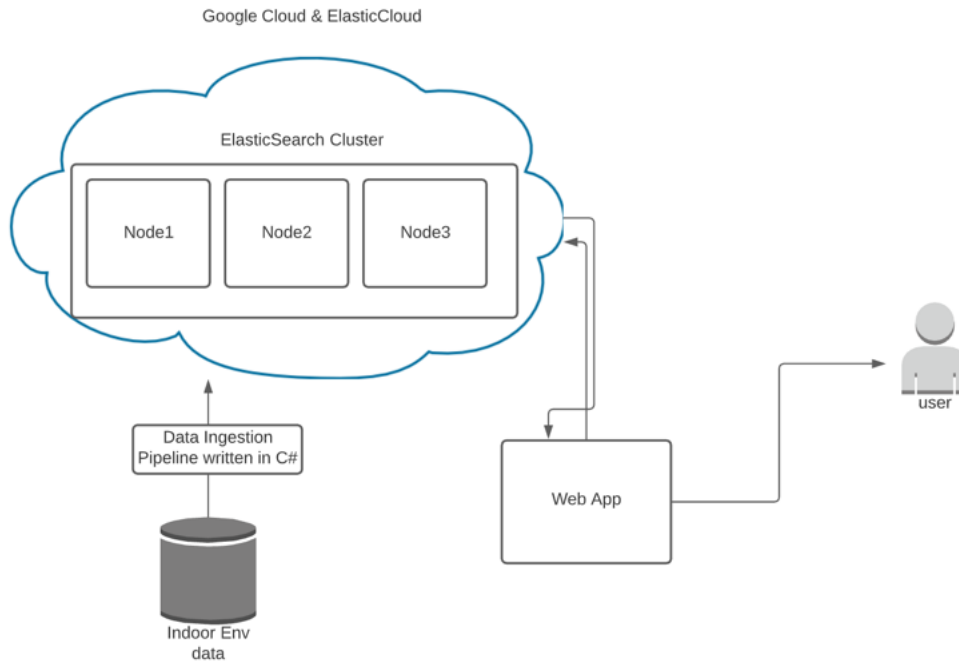 Google Cloud & ElasticCloud
ElasticSearch Cluster
Node1
Node2
Node3
user
Data Ingestion
Pipeline written in C#
Web App
Indoor Env
data